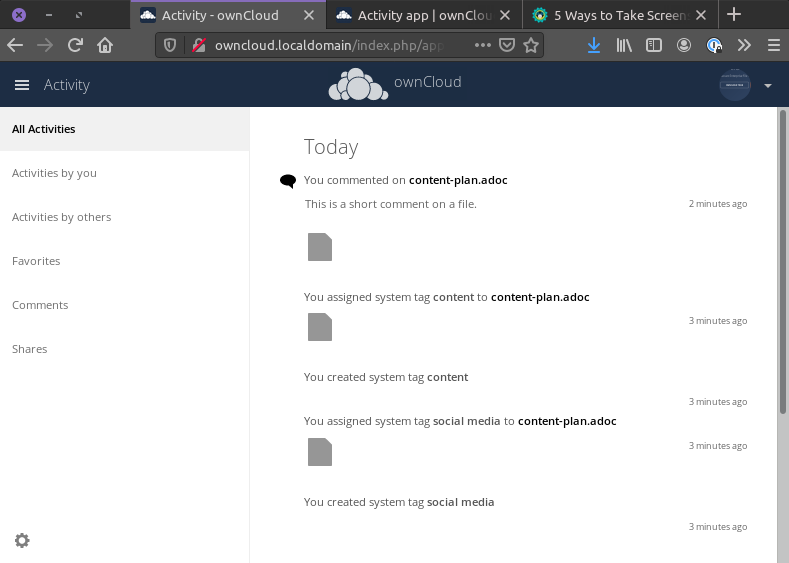 Activity - ownCloud
Activity app | ownClou
5 Ways to Take Screens
owncloud.localdomain/index.php/app
Activity
ownCloud
All Activities
Activities by you
Activities by others
Favorites
Comments
Shares
Today
You commented on content-plan.adoc
This is a short comment on a file.
2 minutes ago
You assigned system tag content to content-plan.adoc
3 minutes ago
You created system tag content
3 minutes ago
You assigned system tag social media to content-plan.adoc
3 minutes ago
You created system tag social media
3 minutes ago